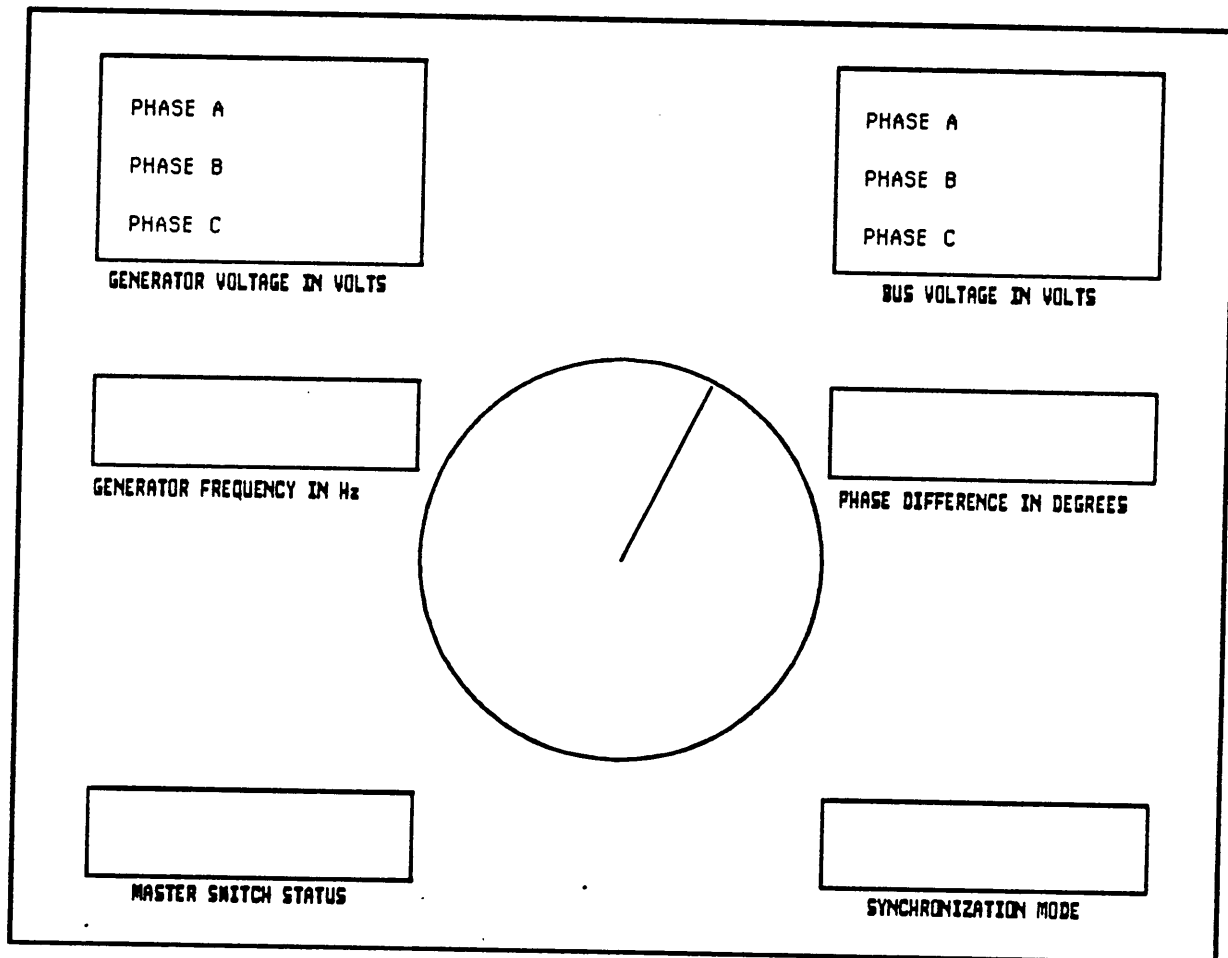 PHASE A
PHASE B
PHASE C
GENERATOR VOLTAGE IN VOLTS
PHASE A
PHASE B
PHASE C
BUS VOLTAGE IN VOLTS
GENERATOR FREQUENCY IN Hz
PHASE DIFFERENCE IN DEGREES
MASTER SWITCH STATUS
SYNCHRONIZATION MODE